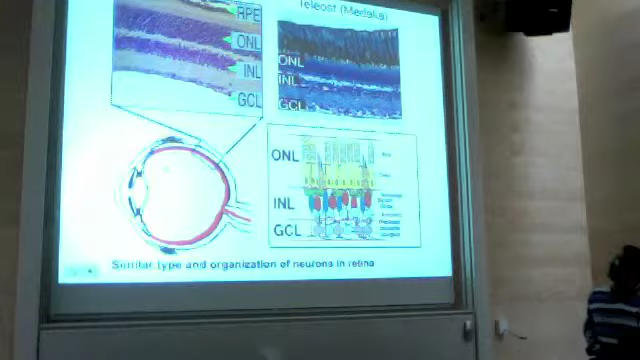 Teleost (Medaka)
RPE
ONL
INL
GCL
ONL
INL
GCL
ONL
INL
GCL
Similar type and organization of neurons in retina